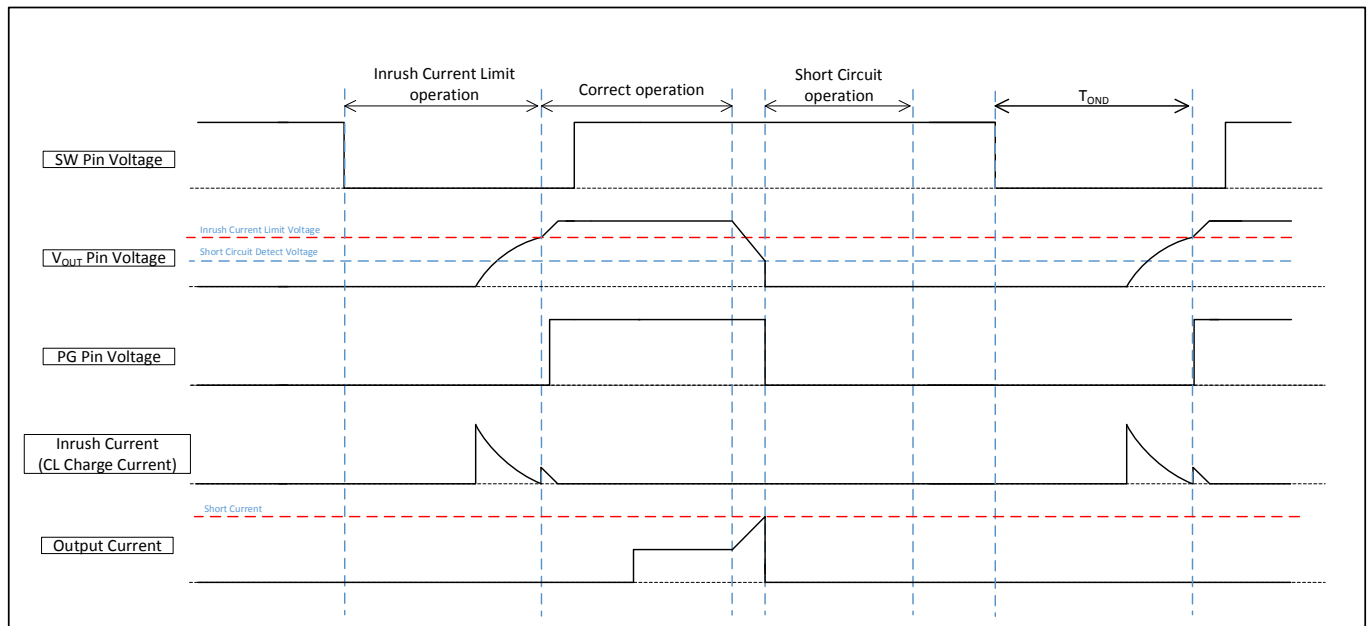 Inrush Current Limit
operation
Correct operation
Short Circuit
operation
TOND
SW Pin Voltage
Inrush Current Limit Voltage
Short Circuit Detect Voltage
VOUT Pin Voltage
PG Pin Voltage
Inrush Current
(CL Charge Current)
Short Current
Output Current